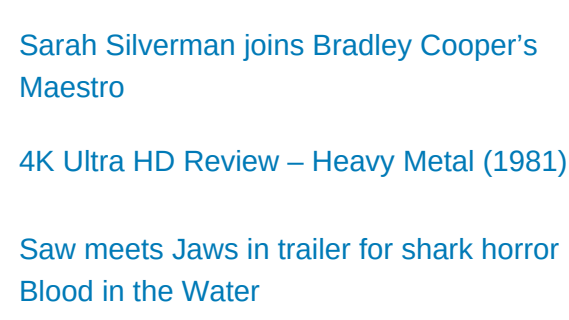 Sarah Silverman joins Bradley Cooper’s
Maestro
4K Ultra HD Review – Heavy Metal (1981)
Saw meets Jaws in trailer for shark horror
Blood in the Water